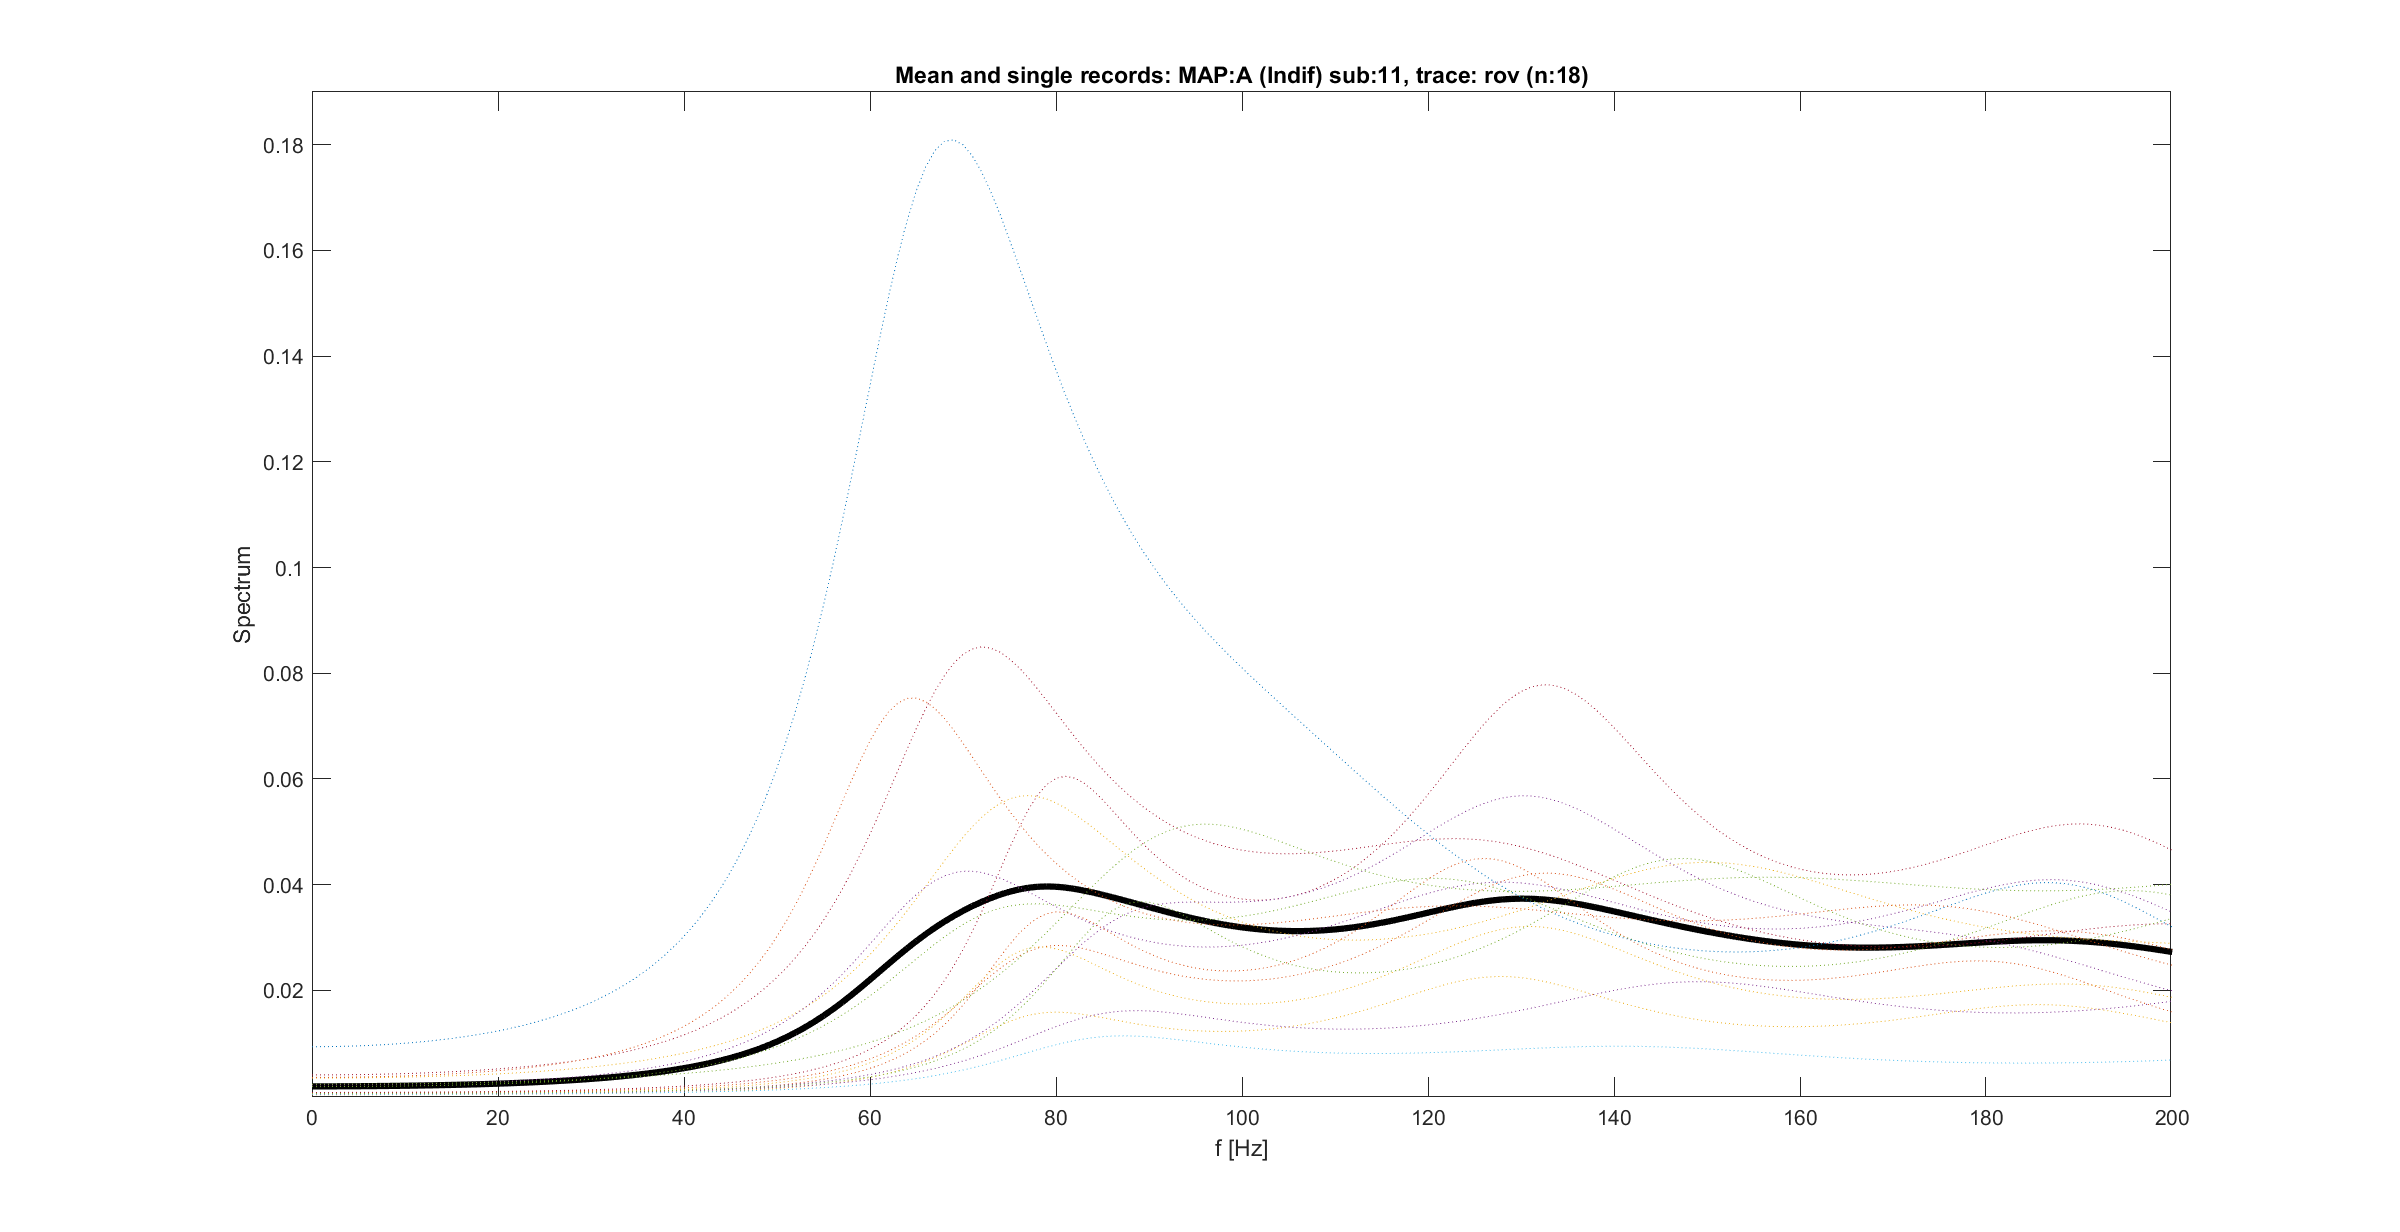 Mean and single records: MAP:A (Indif) sub:11, trace: rov (n:18)
0.18
0.16
0.14
0.12
0.1
0.08
0.06
0.04
0.02
Spectrum
0 20 40 60 80 100 120 140 160 180 200
f [Hz]